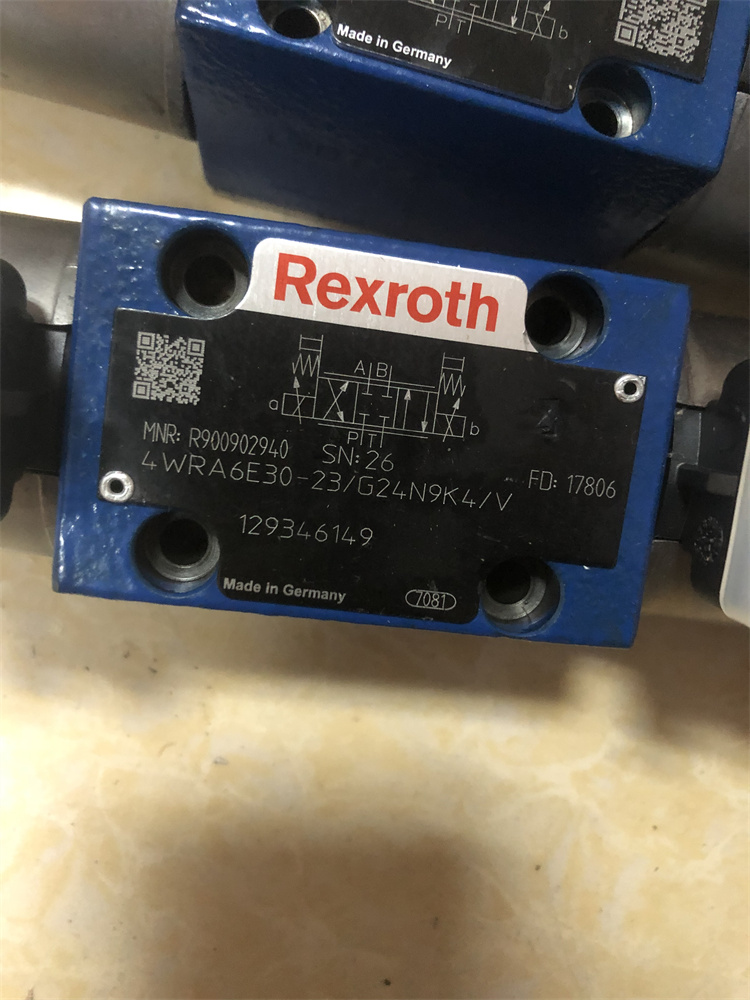 P T
b
Made in Germany
Rexroth
A B
a
b
P T
MNR: R900902940
SN: 26
4WRA6E30-23/G24N9K4/V
FD: 17806
129346149
Made in Germany
7081